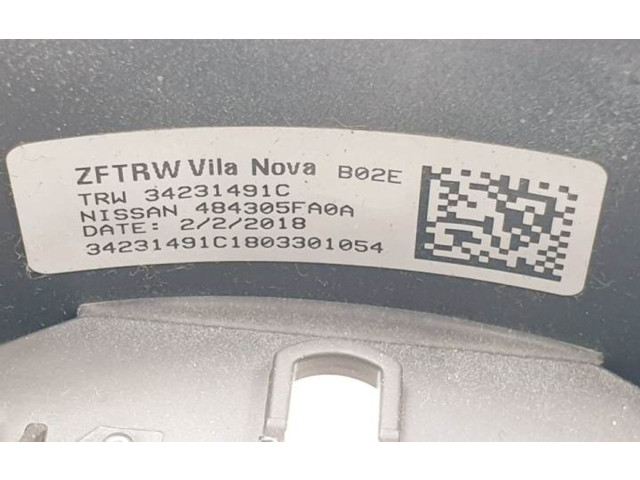 ZFTRW Vila Nova B02E
TRW 34231491C
NISSAN 484305FA0A
DATE: 2/2/2018
34231491C1803301054